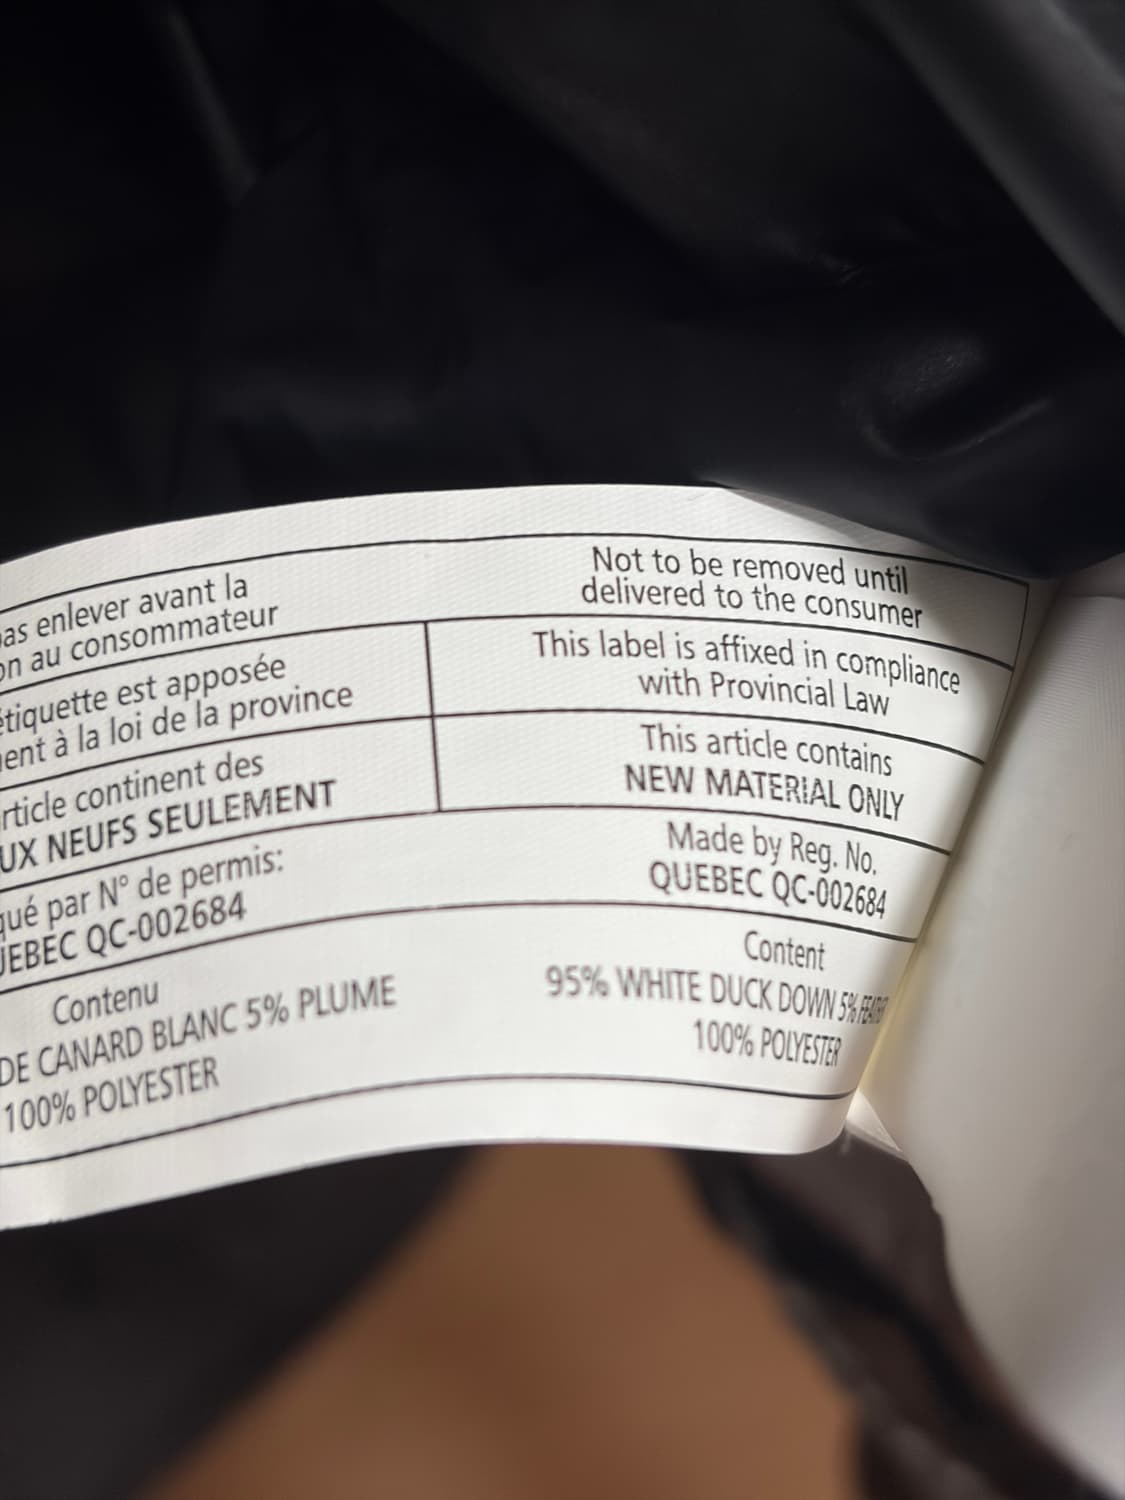 pas enlever avant la
on au consommateur
étiquette est apposée
ment à la loi de la province
rticle continent des
UX NEUFS SEULEMENT
qué par N° de permis:
UEBEC QC-002684
Contenu
DE CANARD BLANC 5% PLUME
100% POLYESTER
Not to be removed until
delivered to the consumer
This label is affixed in compliance
with Provincial Law
This article contains
NEW MATERIAL ONLY
Made by Reg. No.
QUEBEC QC-002684
Content
95% WHITE DUCK DOWN 5% FEATHER
100% POLYESTER